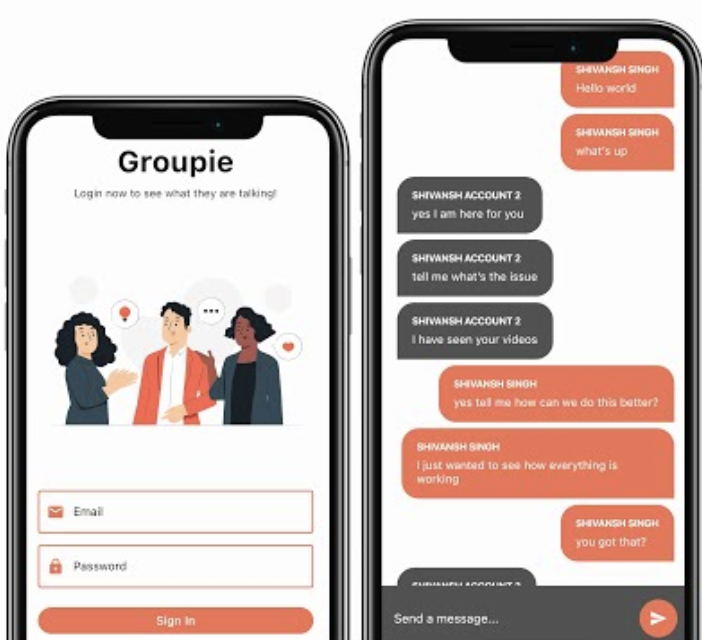 Groupie
Login now to see what they are talking!
Email
Password
Sign In
SHIVANSH SINGH
Hello world
SHIVANSH SINGH
what's up
SHIVANSH ACCOUNT 2
yes I am here for you
SHIVANSH ACCOUNT 2
tell me what's the issue
SHIVANSH ACCOUNT 2
I have seen your videos
SHIVANSH SINGH
yes tell me how can we do this better?
SHIVANSH SINGH
I just wanted to see how everything is
working
SHIVANSH SINGH
you got that?
SHIVANSH ACCOUNT 2
Send a message...